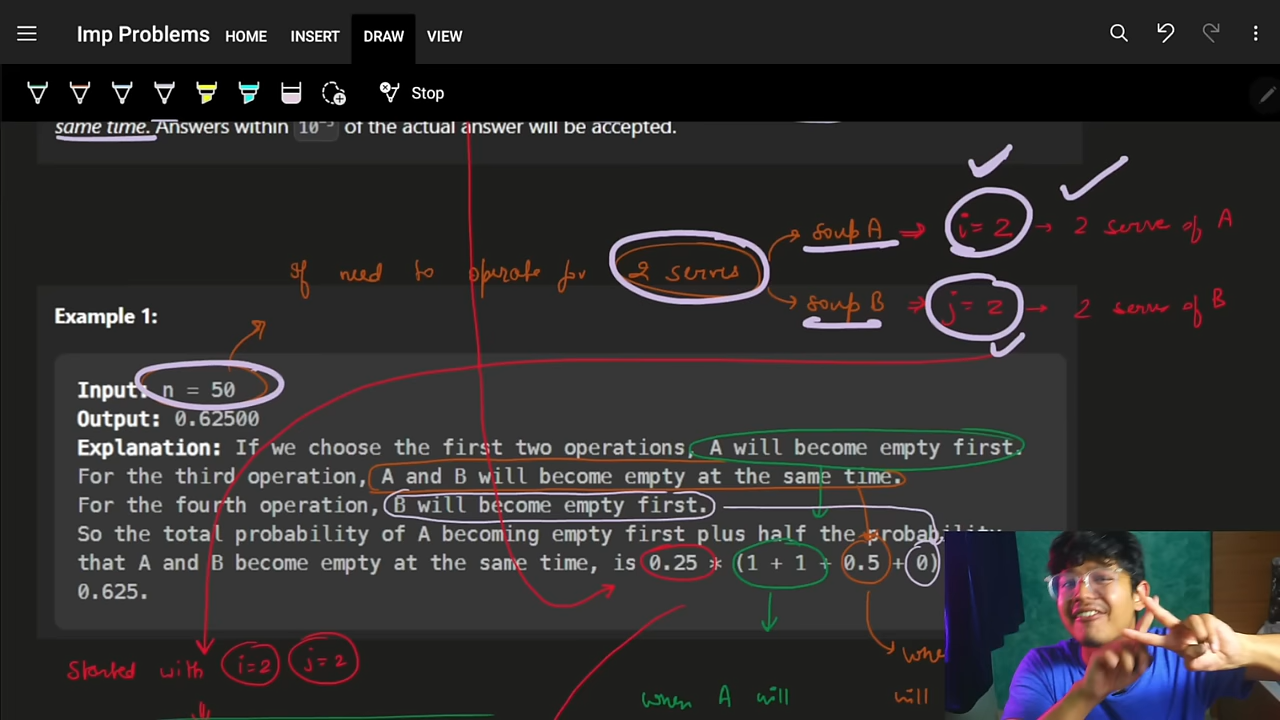 Imp Problems HOME INSERT DRAW VIEW
Stop
same time. Answers within 10 of the actual answer will be accepted.
soup A ⇒ i = 2 → 2 serve of A
If need to operate for 2 serves
soup B ⇒ j = 2 → 2 serve of B
Example 1:
Input: n = 50
Output: 0.62500
Explanation: If we choose the first two operations, A will become empty first.
For the third operation, A and B will become empty at the same time.
For the fourth operation, B will become empty first.
So the total probability of A becoming empty first plus half the probability
that A and B become empty at the same time, is 0.25 * (1 + 1 + 0.5 + 0)
0.625.
Started with i=2 j=2
when A will
will